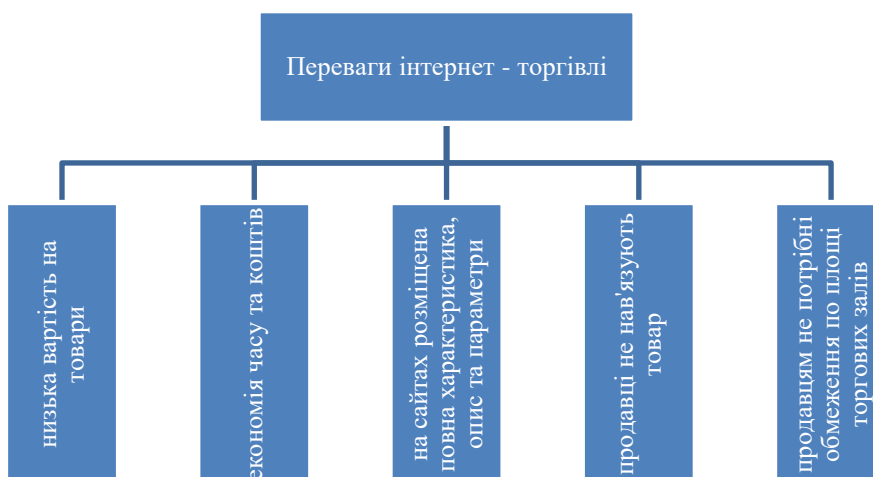 Переваги інтернет - торгівлі
низька вартість на
товари
економія часу та коштів
на сайтах розміщена
повна характеристика,
опис та параметри
продавці не нав'язують
товар
продавцям не потрібні
обмеження по площі
торгових залів